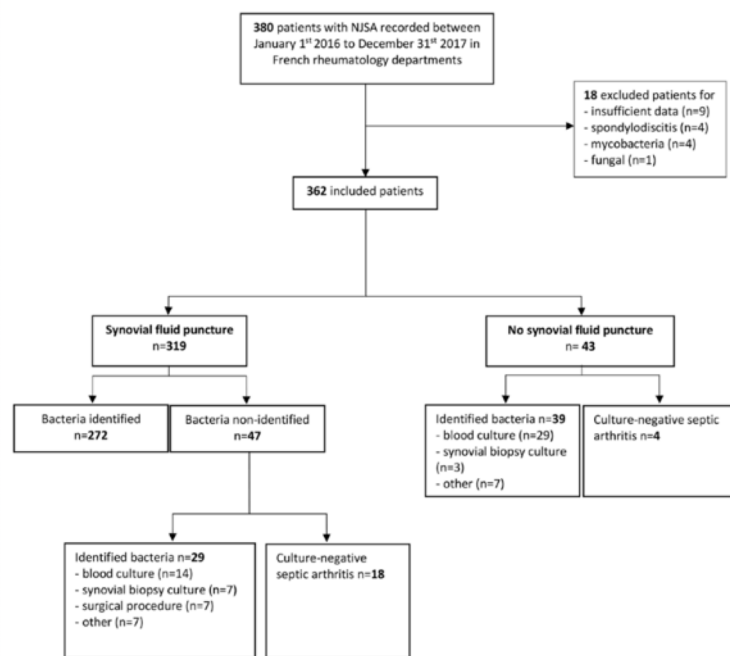 380 patients with NJSA recorded between
January 1st 2016 to December 31st 2017 in
French rheumatology departments
18 excluded patients for
- insufficient data (n=9)
- spondylodiscitis (n=4)
- mycobacteria (n=4)
- fungal (n=1)
362 included patients
Synovial fluid puncture
n=319
No synovial fluid puncture
n= 43
Bacteria identified
n=272
Bacteria non-identified
n=47
Identified bacteria n=39
- blood culture (n=29)
- synovial biopsy culture
(n=3)
- other (n=7)
Culture-negative septic
arthritis n=4
Identified bacteria n=29
- blood culture (n=14)
- synovial biopsy culture (n=7)
- surgical procedure (n=7)
- other (n=7)
Culture-negative
septic arthritis n=18